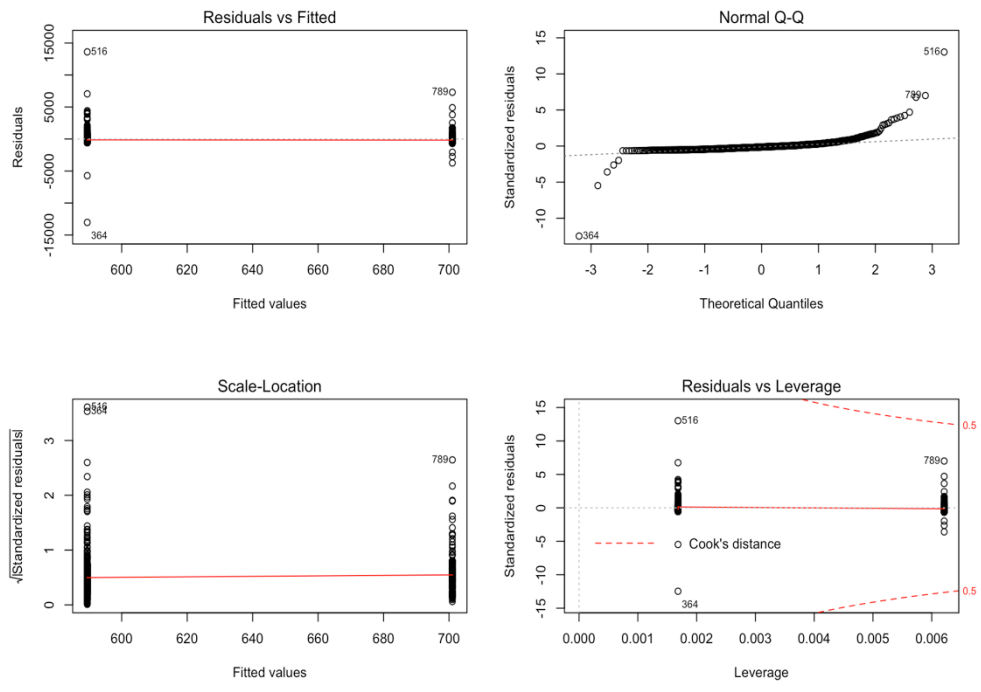 Residuals vs Fitted
Residuals
15000
5000
0
-5000
-15000
516
789
364
600 620 640 660 680 700
Fitted values
Normal Q-Q
Standardized residuals
15
10
5
0
-5
-10
516
789
364
-3 -2 -1 0 1 2 3
Theoretical Quantiles
Scale-Location
√|Standardized residuals|
3
2
1
0
516
364
789
600 620 640 660 680 700
Fitted values
Residuals vs Leverage
Standardized residuals
15
10
5
0
-5
-10
-15
516
789
0.5
Cook's distance
364
0.5
0.000 0.001 0.002 0.003 0.004 0.005 0.006
Leverage